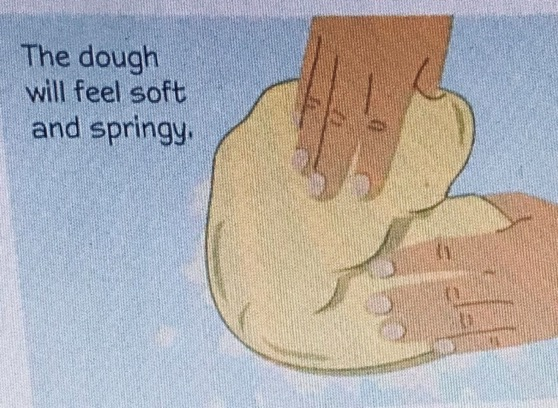 The dough
will feel soft
and springy.